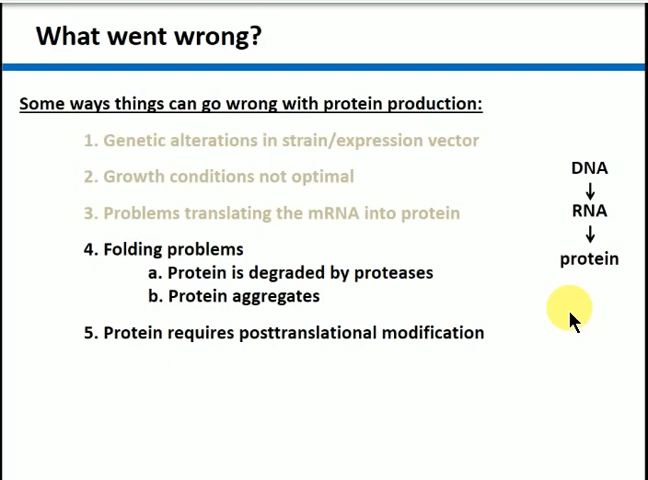 What went wrong?
Some ways things can go wrong with protein production:
1. Genetic alterations in strain/expression vector
2. Growth conditions not optimal
3. Problems translating the mRNA into protein
4. Folding problems
a. Protein is degraded by proteases
b. Protein aggregates
5. Protein requires posttranslational modification
DNA
↓
RNA
↓
protein